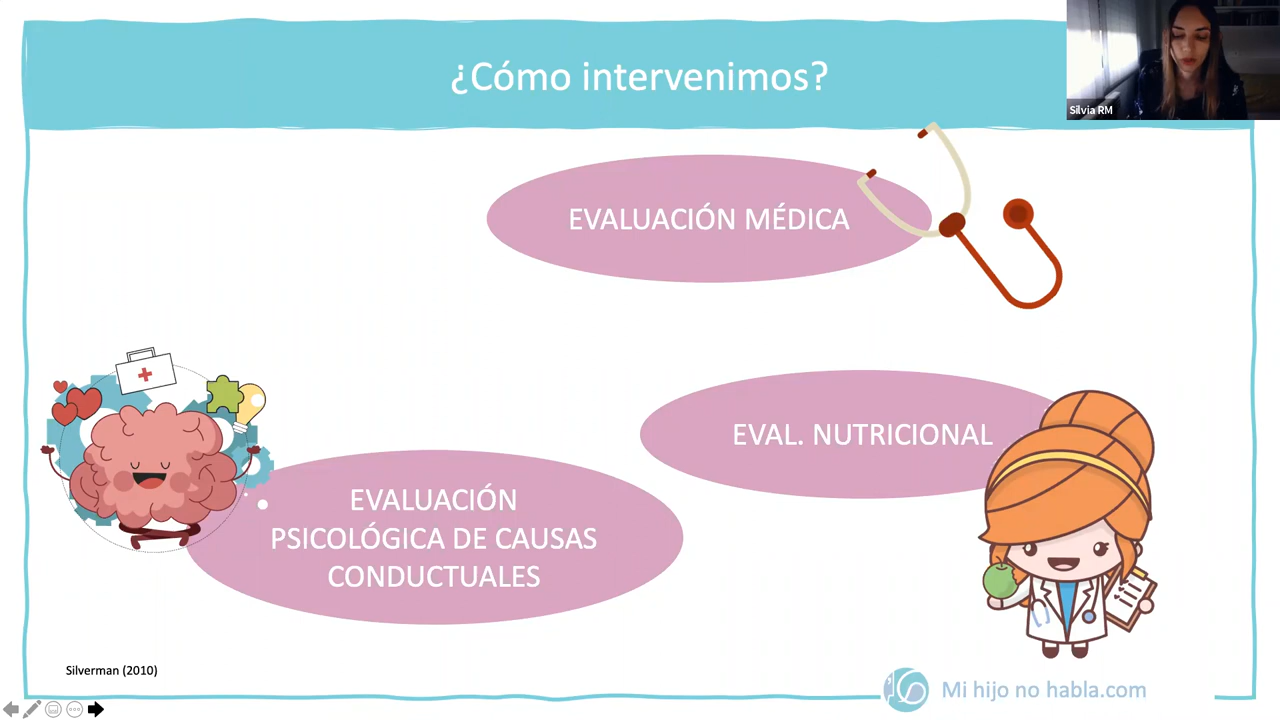 ¿Cómo intervenimos?
Silvia RM
EVALUACIÓN MÉDICA
EVAL. NUTRICIONAL
EVALUACIÓN
PSICOLÓGICA DE CAUSAS
CONDUCTUALES
Silverman (2010)
Mi hijo no habla.com